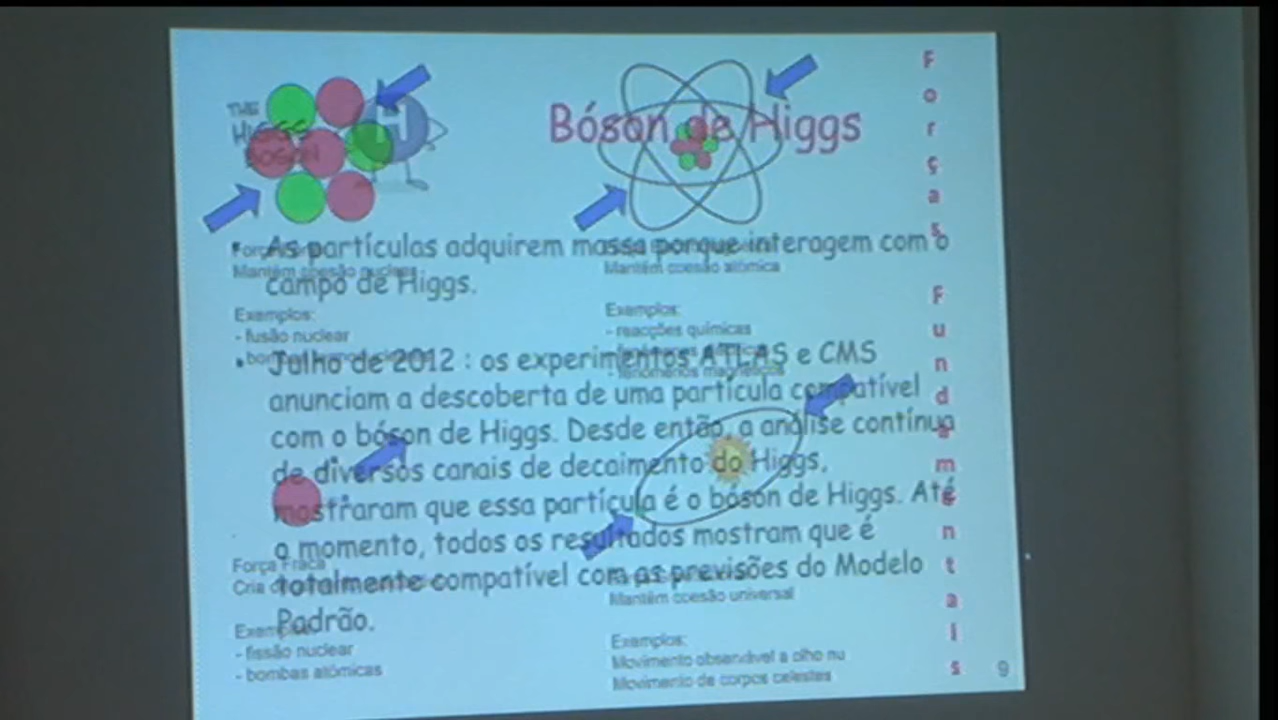 THE
HIGGS
BOSON
Bóson de Higgs
Forças
Fundamentais
• As partículas adquirem massa porque interagem com o
campo de Higgs.
Mantém coesão nuclear
Mantém coesão atómica
Exemplos:
- fusão nuclear
Exemplos:
- reacções químicas
- fenómenos magnéticos
• Julho de 2012 : os experimentos ATLAS e CMS
anunciam a descoberta de uma partícula compatível
com o bóson de Higgs. Desde então, a análise contínua
de diversos canais de decaimento do Higgs,
mostraram que essa partícula é o bóson de Higgs. Até
o momento, todos os resultados mostram que é
totalmente compatível com as previsões do Modelo
Padrão.
Força Fraca
Cria
Exemplos:
- fissão nuclear
- bombas atómicas
Mantém coesão universal
Exemplos:
Movimento observável a olho nu
Movimento de corpos celestes
9